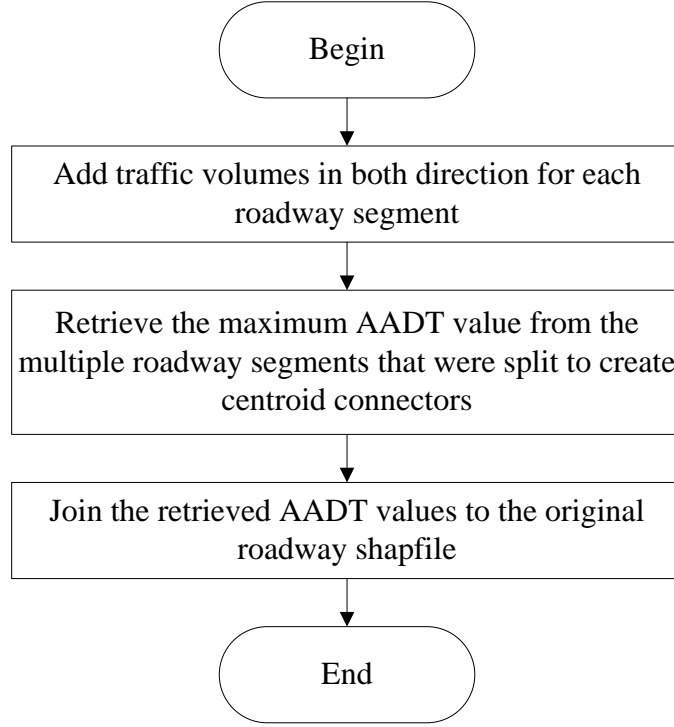 Begin
Add traffic volumes in both direction for each
roadway segment
Retrieve the maximum AADT value from the
multiple roadway segments that were split to create
centroid connectors
Join the retrieved AADT values to the original
roadway shapfile
End